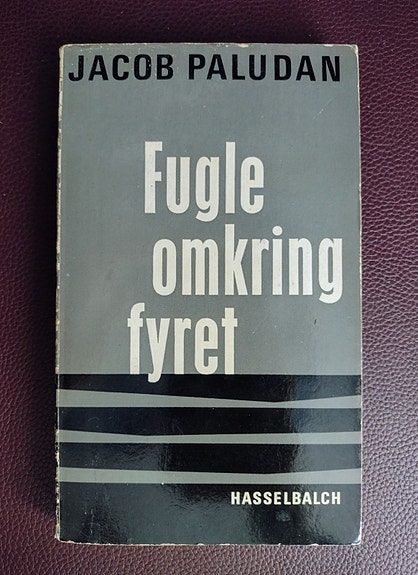 JACOB PALUDAN
Fugle
omkring
fyret
HASSELBALCH